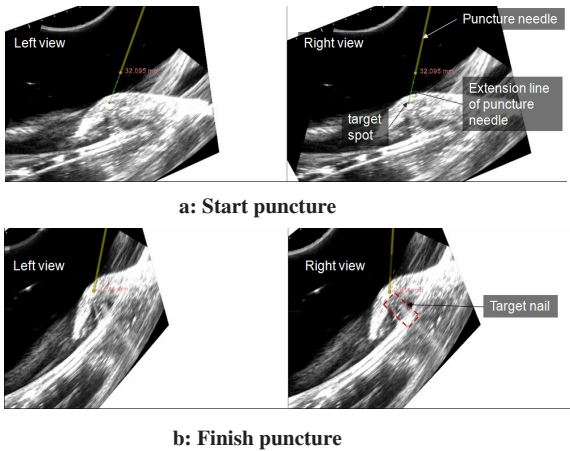 Left view
32.095 mm
Right view
Puncture needle
32.095 mm
Extension line
of puncture
needle
target
spot
a: Start puncture
Left view
Right view
Target nail
b: Finish puncture